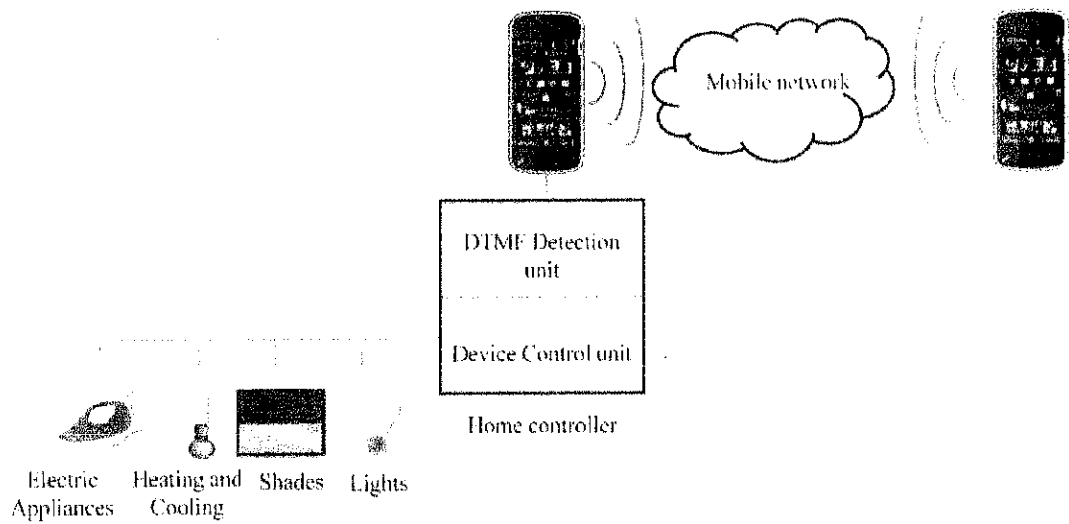 Mobile network
DTMF Detection
unit
Device Control unit
Home controller
Electric
Appliances
Heating and
Cooling
Shades
Lights